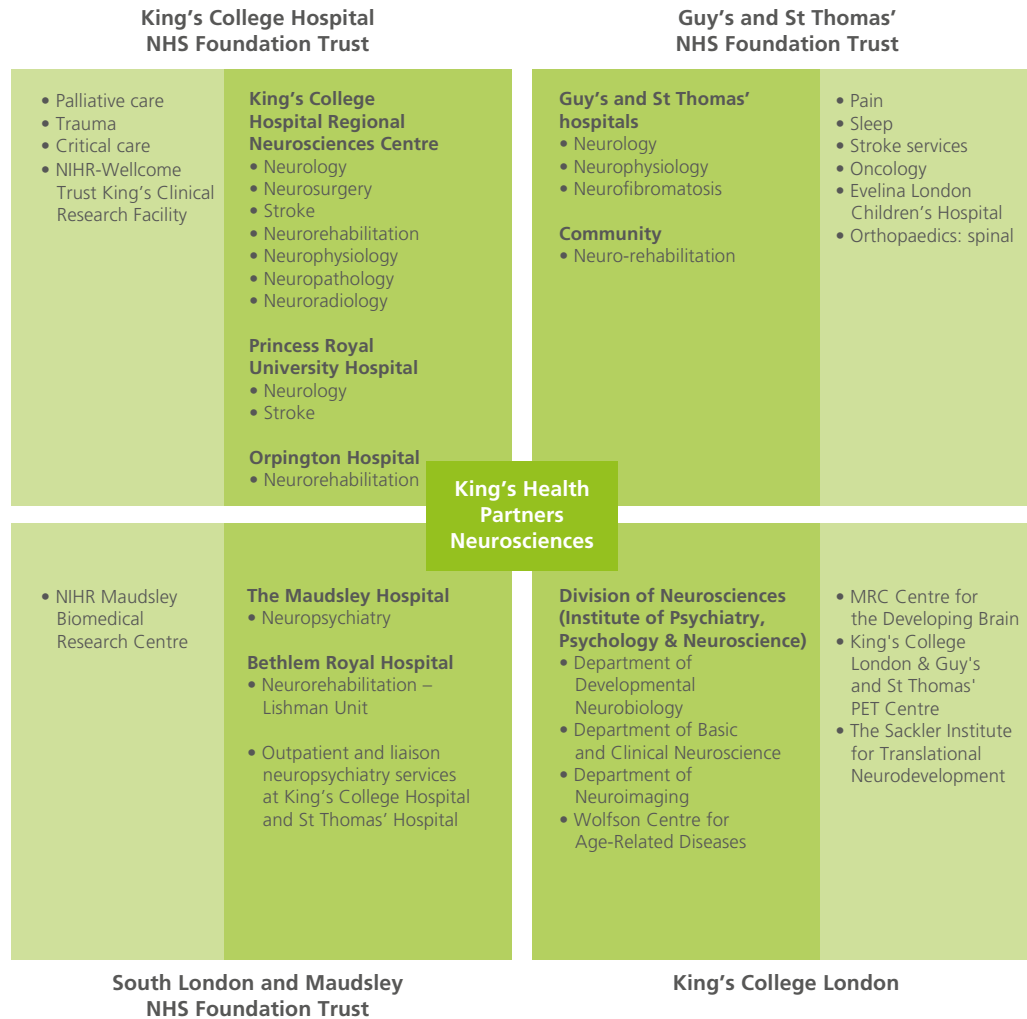 King's College Hospital
NHS Foundation Trust
Guy's and St Thomas'
NHS Foundation Trust
• Palliative care
• Trauma
• Critical care
• NIHR-Wellcome
Trust King's Clinical
Research Facility
King's College
Hospital Regional
Neurosciences Centre
• Neurology
• Neurosurgery
• Stroke
• Neurorehabilitation
• Neurophysiology
• Neuropathology
• Neuroradiology
Princess Royal
University Hospital
• Neurology
• Stroke
Orpington Hospital
• Neurorehabilitation
Guy's and St Thomas'
hospitals
• Neurology
• Neurophysiology
• Neurofibromatosis
Community
• Neuro-rehabilitation
• Pain
• Sleep
• Stroke services
• Oncology
• Evelina London
Children's Hospital
• Orthopaedics: spinal
King's Health
Partners
Neurosciences
• NIHR Maudsley
Biomedical
Research Centre
The Maudsley Hospital
• Neuropsychiatry
Bethlem Royal Hospital
• Neurorehabilitation –
Lishman Unit
• Outpatient and liaison
neuropsychiatry services
at King's College Hospital
and St Thomas' Hospital
Division of Neurosciences
(Institute of Psychiatry,
Psychology & Neuroscience)
• Department of
Developmental
Neurobiology
• Department of Basic
and Clinical Neuroscience
• Department of
Neuroimaging
• Wolfson Centre for
Age-Related Diseases
• MRC Centre for
the Developing Brain
• King's College
London & Guy's
and St Thomas'
PET Centre
• The Sackler Institute
for Translational
Neurodevelopment
South London and Maudsley
NHS Foundation Trust
King's College London